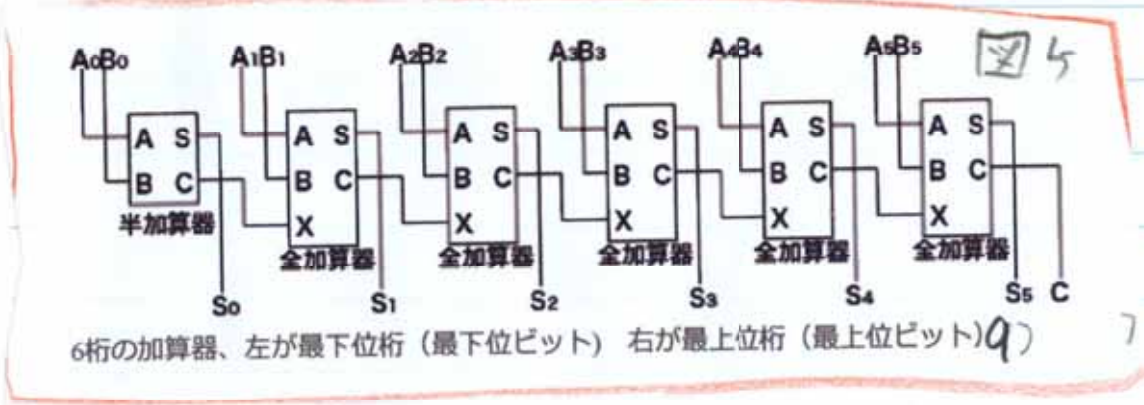 A0B0 A1B1 A2B2 A3B3 A4B4 A5B5 図5
A S A S A S A S A S A S
B C B C B C B C B C B C
半加算器 X X X X X
全加算器 全加算器 全加算器 全加算器 全加算器
S0 S1 S2 S3 S4 S5 C
6桁の加算器、左が最下位桁（最下位ビット） 右が最上位桁（最上位ビット）9）